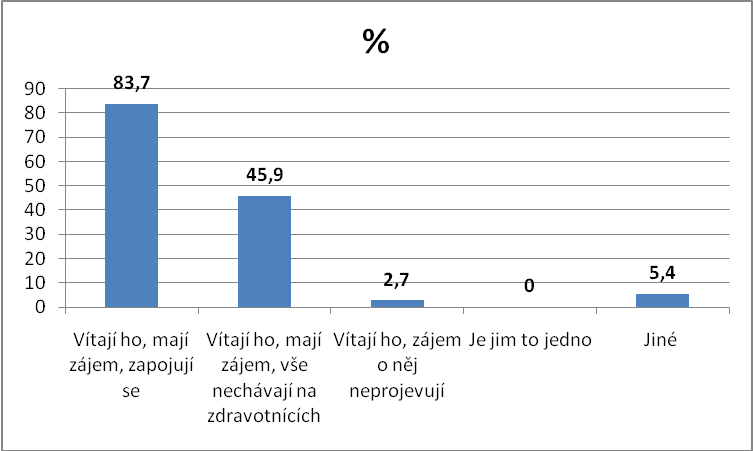 %
90
80
70
60
50
40
30
20
10
0
83,7
45,9
2,7
0
5,4
Vítají ho, mají
zájem, zapojují
se
Vítají ho, mají
zájem, vše
nechávají na
zdravotnících
Vítají ho, zájem
o něj
neprojevují
Je jim to jedno
Jiné